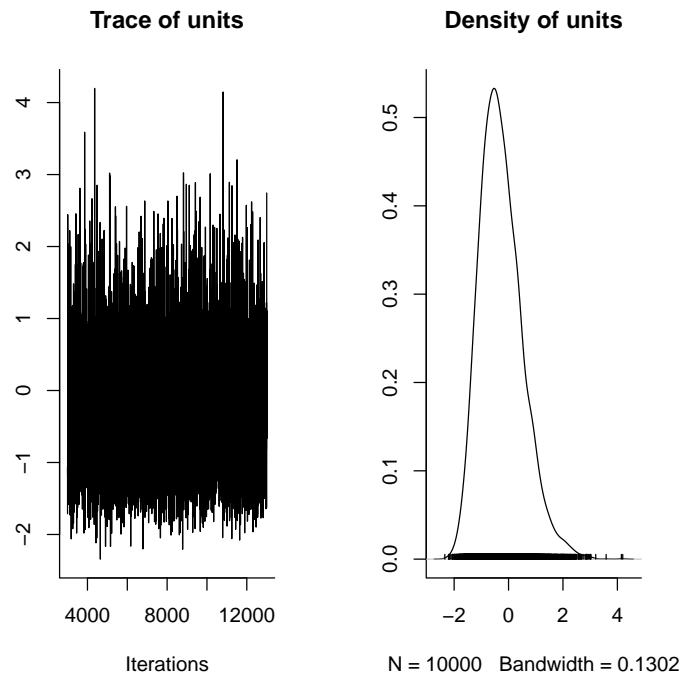 Trace of units
4
3
2
1
0
−1
−2
4000 8000 12000
Iterations
Density of units
0.5
0.4
0.3
0.2
0.1
0.0
−2 0 2 4
N = 10000 Bandwidth = 0.1302